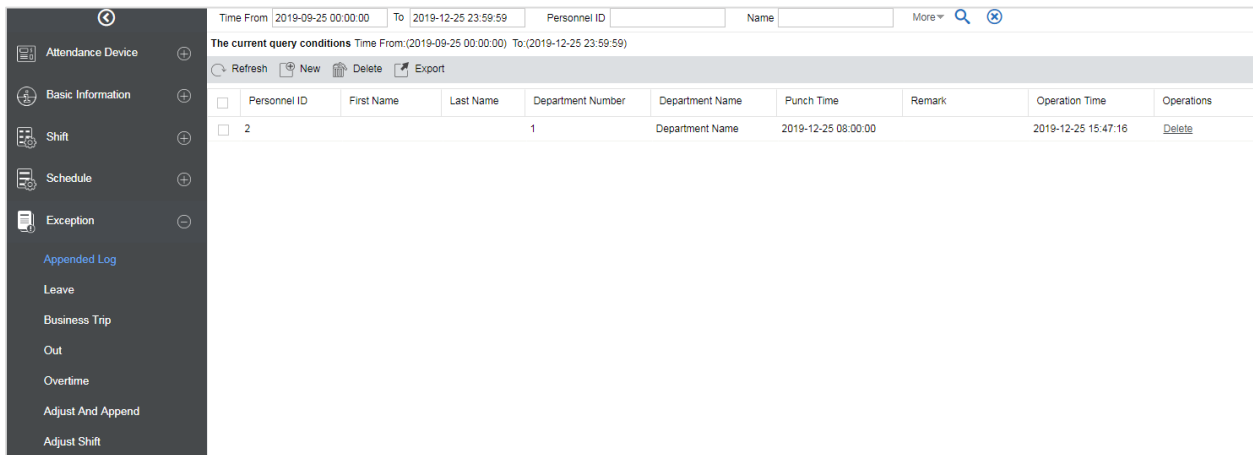 Time From 2019-09-25 00:00:00 To 2019-12-25 23:59:59 Personnel ID Name More
The current query conditions Time From:(2019-09-25 00:00:00) To:(2019-12-25 23:59:59)
Refresh New Delete Export
Personnel ID First Name Last Name Department Number Department Name Punch Time Remark Operation Time Operations
2 1 Department Name 2019-12-25 08:00:00 2019-12-25 15:47:16 Delete
Attendance Device
Basic Information
Shift
Schedule
Exception
Appended Log
Leave
Business Trip
Out
Overtime
Adjust And Append
Adjust Shift